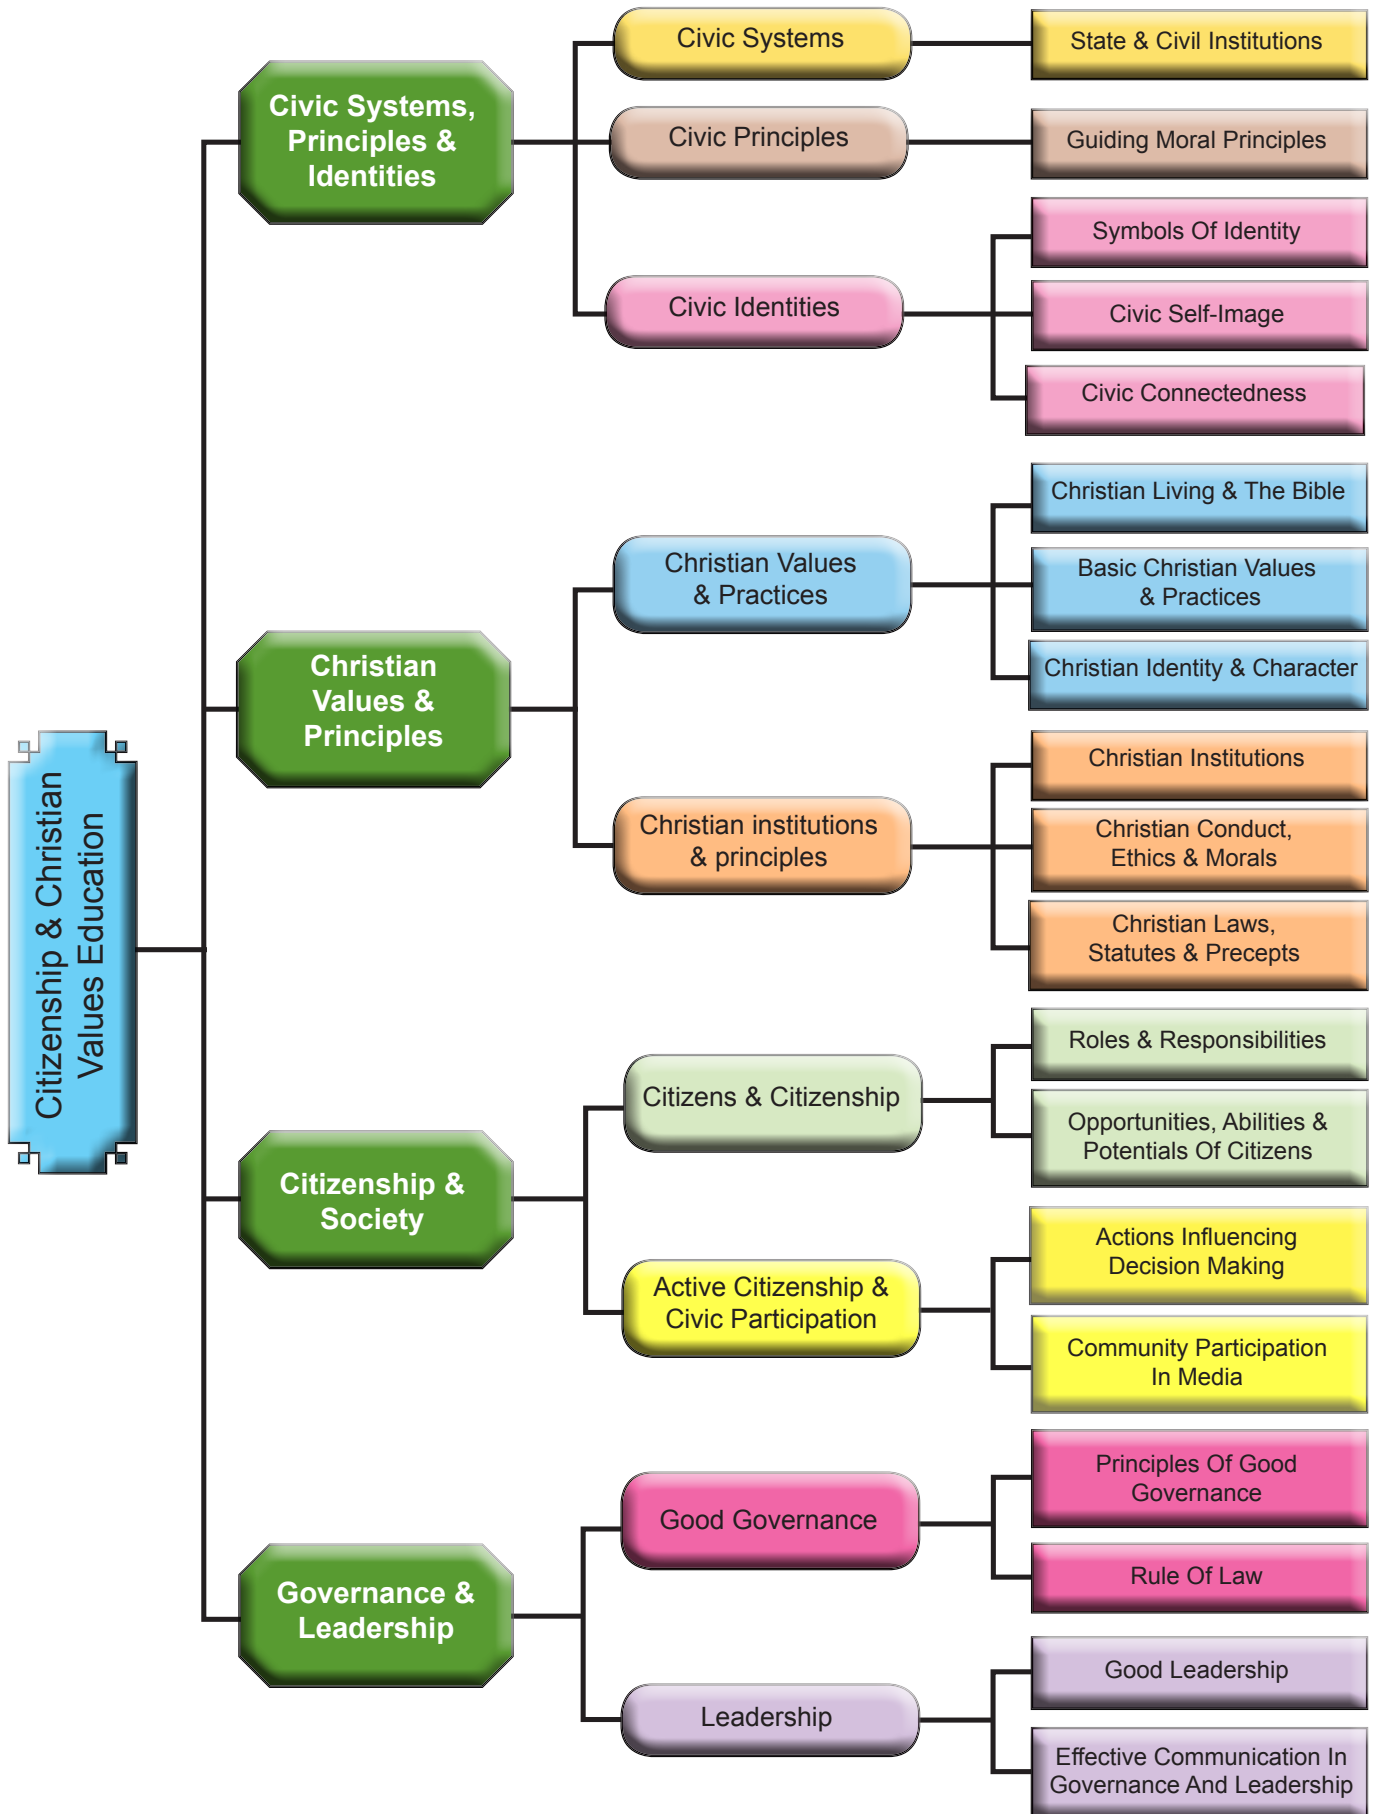 Citizenship & Christian
Values Education
Civic Systems,
Principles &
Identities
Civic Systems
State & Civil Institutions
Civic Principles
Guiding Moral Principles
Civic Identities
Symbols Of Identity
Civic Self-Image
Civic Connectedness
Christian
Values &
Principles
Christian Values
& Practices
Christian Living & The Bible
Basic Christian Values
& Practices
Christian Identity & Character
Christian institutions
& principles
Christian Institutions
Christian Conduct,
Ethics & Morals
Christian Laws,
Statutes & Precepts
Citizenship &
Society
Citizens & Citizenship
Roles & Responsibilities
Opportunities, Abilities &
Potentials Of Citizens
Active Citizenship &
Civic Participation
Actions Influencing
Decision Making
Community Participation
In Media
Governance &
Leadership
Good Governance
Principles Of Good
Governance
Rule Of Law
Leadership
Good Leadership
Effective Communication In
Governance And Leadership